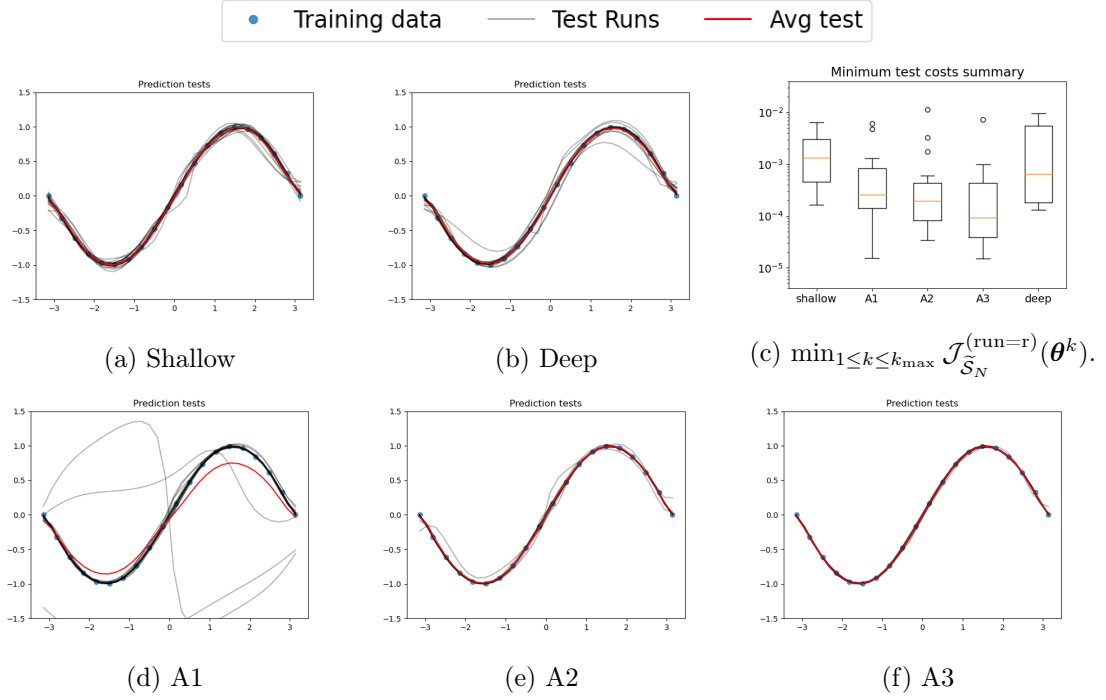 Training data Test Runs Avg test
Prediction tests
1.5
1.0
0.5
0.0
−0.5
−1.0
−1.5
−3 −2 −1 0 1 2 3
(a) Shallow
Prediction tests
1.5
1.0
0.5
0.0
−0.5
−1.0
−1.5
−3 −2 −1 0 1 2 3
(b) Deep
Minimum test costs summary
10⁻²
10⁻³
10⁻⁴
10⁻⁵
shallow A1 A2 A3 deep
(c) min_{1≤k≤k_max} 𝒥_{𝒮̃_N}^{(run=r)}(𝜽^k).
Prediction tests
1.5
1.0
0.5
0.0
−0.5
−1.0
−1.5
−3 −2 −1 0 1 2 3
(d) A1
Prediction tests
1.5
1.0
0.5
0.0
−0.5
−1.0
−1.5
−3 −2 −1 0 1 2 3
(e) A2
Prediction tests
1.5
1.0
0.5
0.0
−0.5
−1.0
−1.5
−3 −2 −1 0 1 2 3
(f) A3